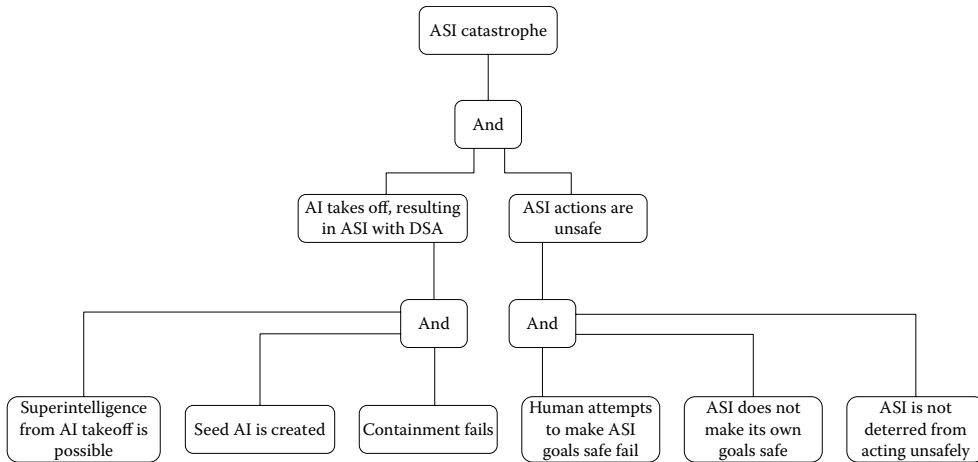 ASI catastrophe
And
AI takes off, resulting
in ASI with DSA
ASI actions are
unsafe
And
And
Superintelligence
from AI takeoff is
possible
Seed AI is created
Containment fails
Human attempts
to make ASI
goals safe fail
ASI does not
make its own
goals safe
ASI is not
deterred from
acting unsafely